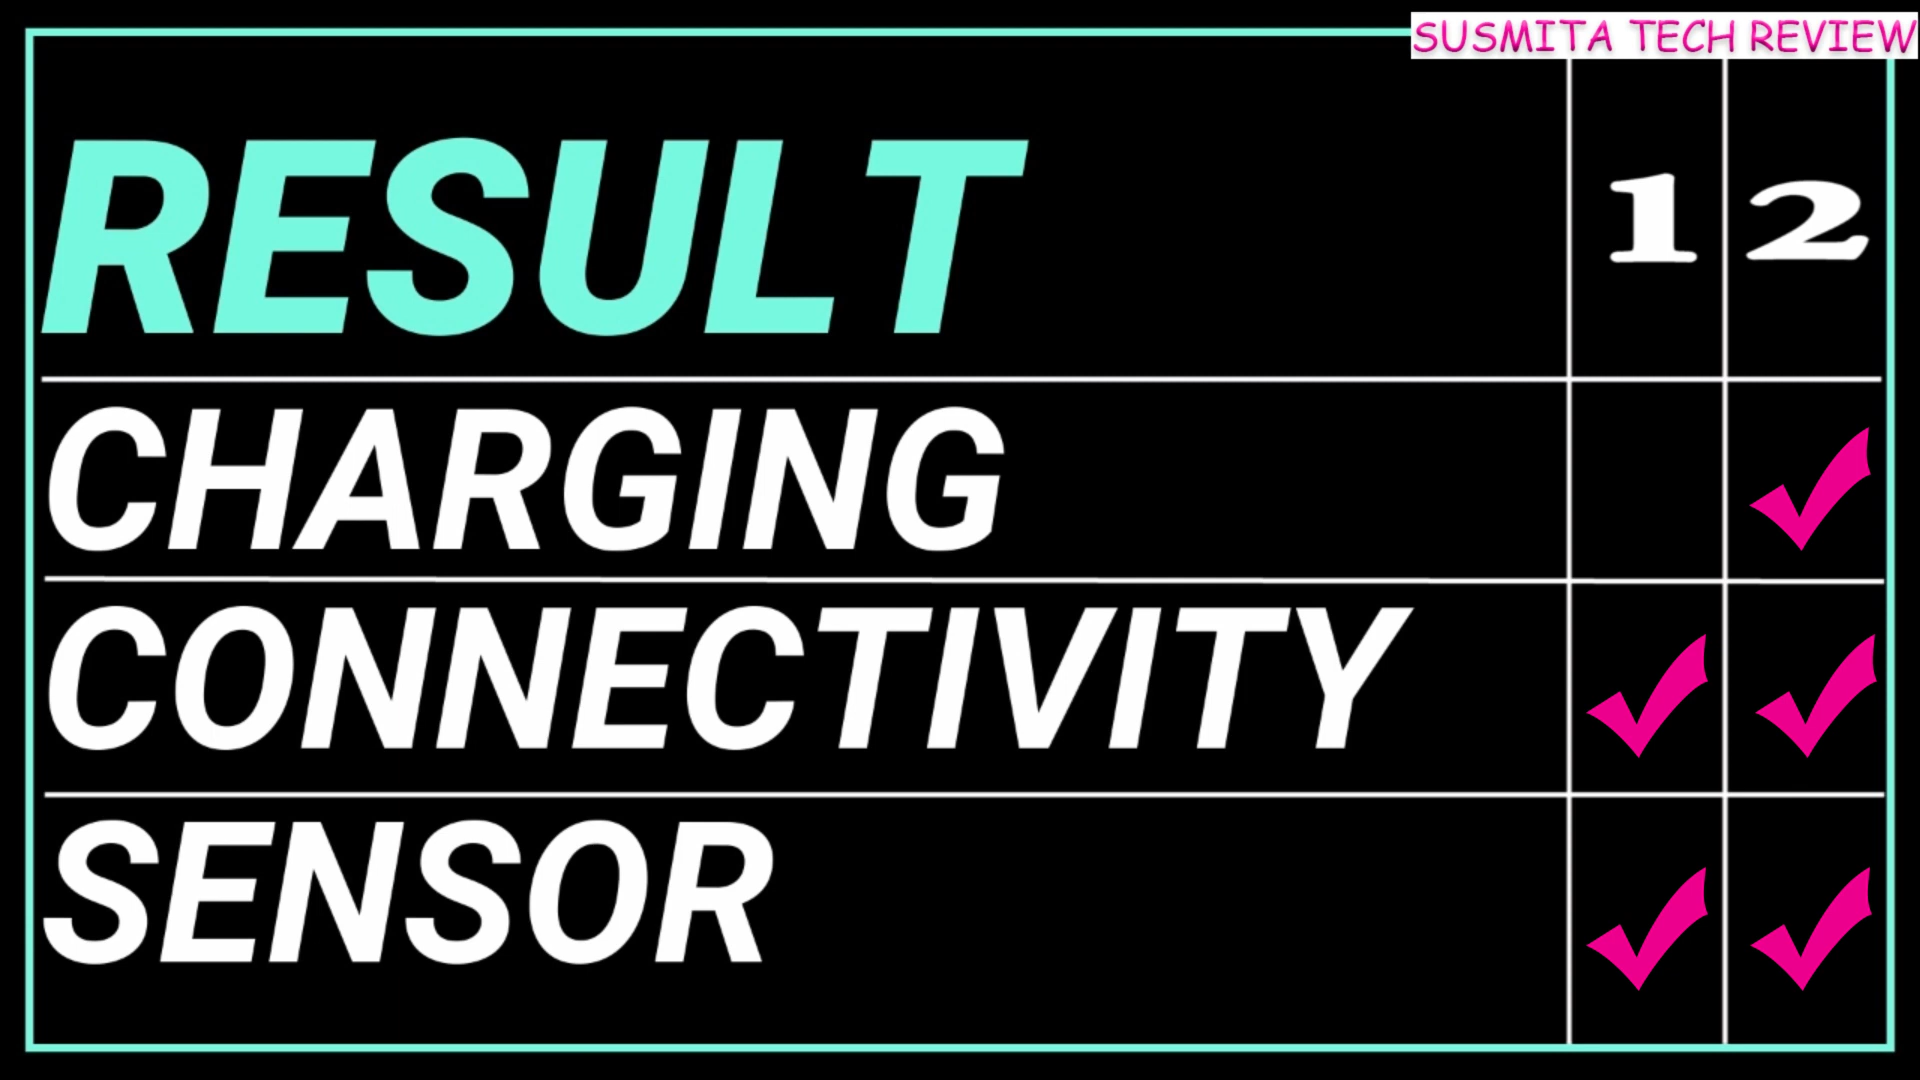 SUSMITA TECH REVIEW
RESULT 1 2
CHARGING
CONNECTIVITY
SENSOR